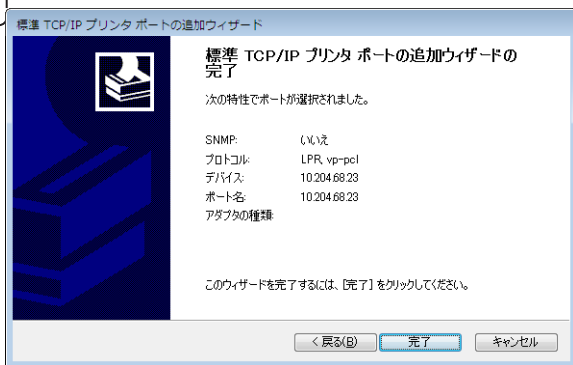 標準 TCP/IP プリンタ ポートの追加ウィザード
標準 TCP/IP プリンタ ポートの追加ウィザードの
完了
次の特性でポートが選択されました。
SNMP: いいえ
プロトコル: LPR, vp-pcl
デバイス: 10.204.68.23
ポート名: 10.204.68.23
アダプタの種類:
このウィザードを完了するには、[完了] をクリックしてください。
< 戻る(B) 完了 キャンセル